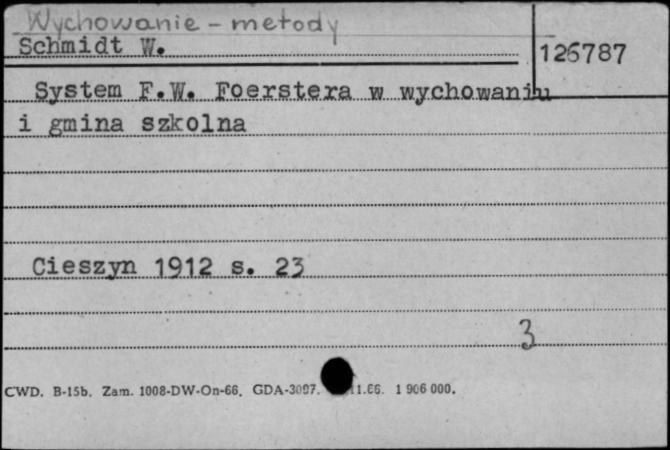 Wychowanie - metody
Schmidt W.
126787
System F.W. Foerstera w wychowaniu
i gmina szkolna
Cieszyn 1912 s. 23
3
CWD. B-15b. Zam. 1008-DW-On-66. GDA-3097. 11.66. 1 906 000.